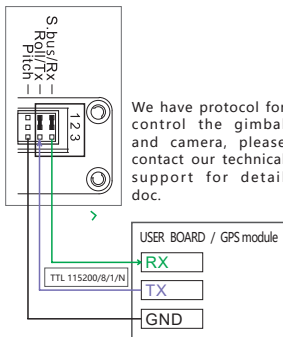 S.bus/Rx
Roll/Tx
Pitch
1 2 3
We have protocol for
control the gimbal
and camera, please
contact our technical
support for detail
doc.
USER BOARD / GPS module
RX
TTL 115200/8/1/N
TX
GND